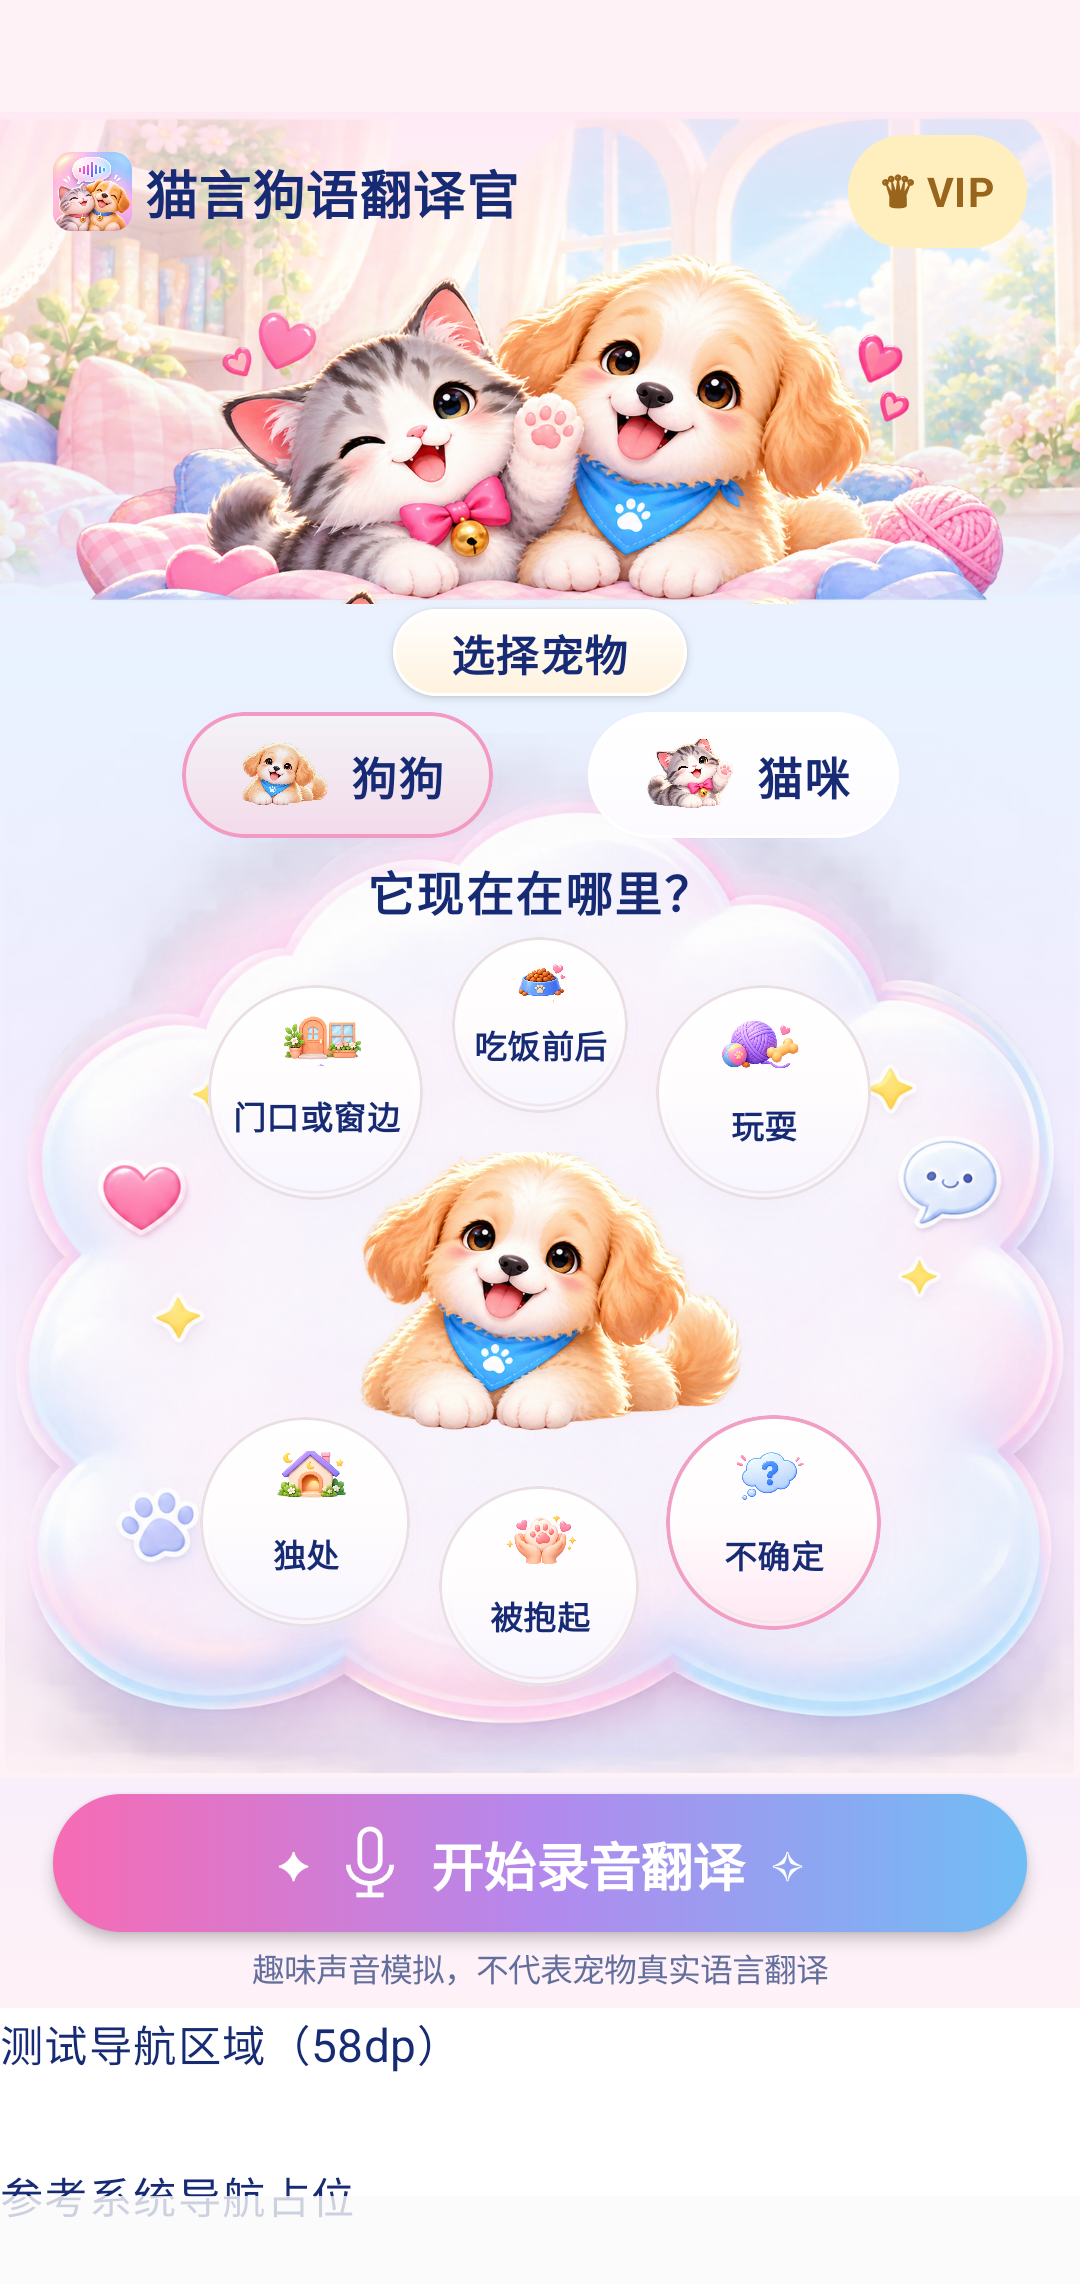 猫言狗语翻译官
VIP
选择宠物
狗狗
猫咪
它现在在哪里？
吃饭前后
门口或窗边
玩耍
独处
不确定
被抱起
开始录音翻译
趣味声音模拟，不代表宠物真实语言翻译
测试导航区域（58dp）
参考系统导航占位